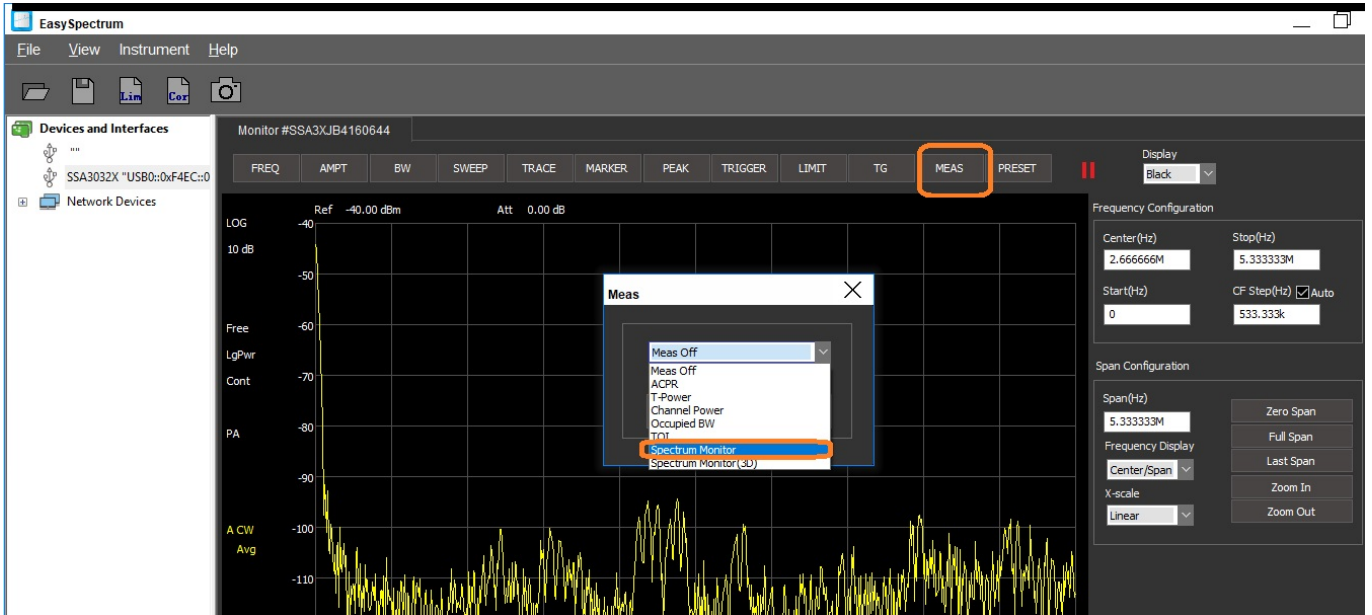 EasySpectrum
File View Instrument Help
Lim Cor
Devices and Interfaces
""
SSA3032X "USB0::0xF4EC::0
Network Devices
Monitor #SSA3XJB4160644
FREQ AMPT BW SWEEP TRACE MARKER PEAK TRIGGER LIMIT TG MEAS PRESET
Display
Black
Ref -40.00 dBm Att 0.00 dB
LOG
10 dB
Free
LgPwr
Cont
PA
A CW
Avg
-40
-50
-60
-70
-80
-90
-100
-110
Meas
Meas Off
Meas Off
ACPR
T-Power
Channel Power
Occupied BW
TOI
Spectrum Monitor
Spectrum Monitor(3D)
Frequency Configuration
Center(Hz) Stop(Hz)
2.666666M 5.333333M
Start(Hz) CF Step(Hz) Auto
0 533.333k
Span Configuration
Span(Hz)
5.333333M
Frequency Display
Center/Span
X-scale
Linear
Zero Span
Full Span
Last Span
Zoom In
Zoom Out